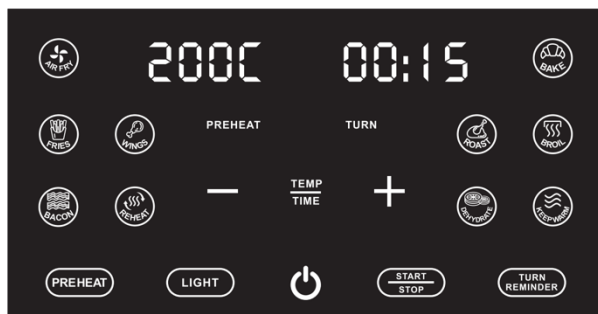 AIR FRY
200C
00:15
BAKE
FRIES
WINGS
PREHEAT
TURN
ROAST
BROIL
BACON
REHEAT
TEMP
TIME
DEHYDRATE
KEEPWARM
PREHEAT
LIGHT
START
STOP
TURN
REMINDER